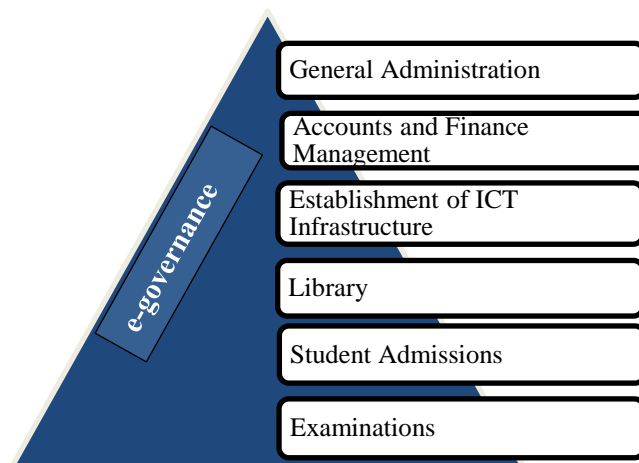 General Administration
Accounts and Finance
Management
Establishment of ICT
Infrastructure
Library
Student Admissions
Examinations
e-governance